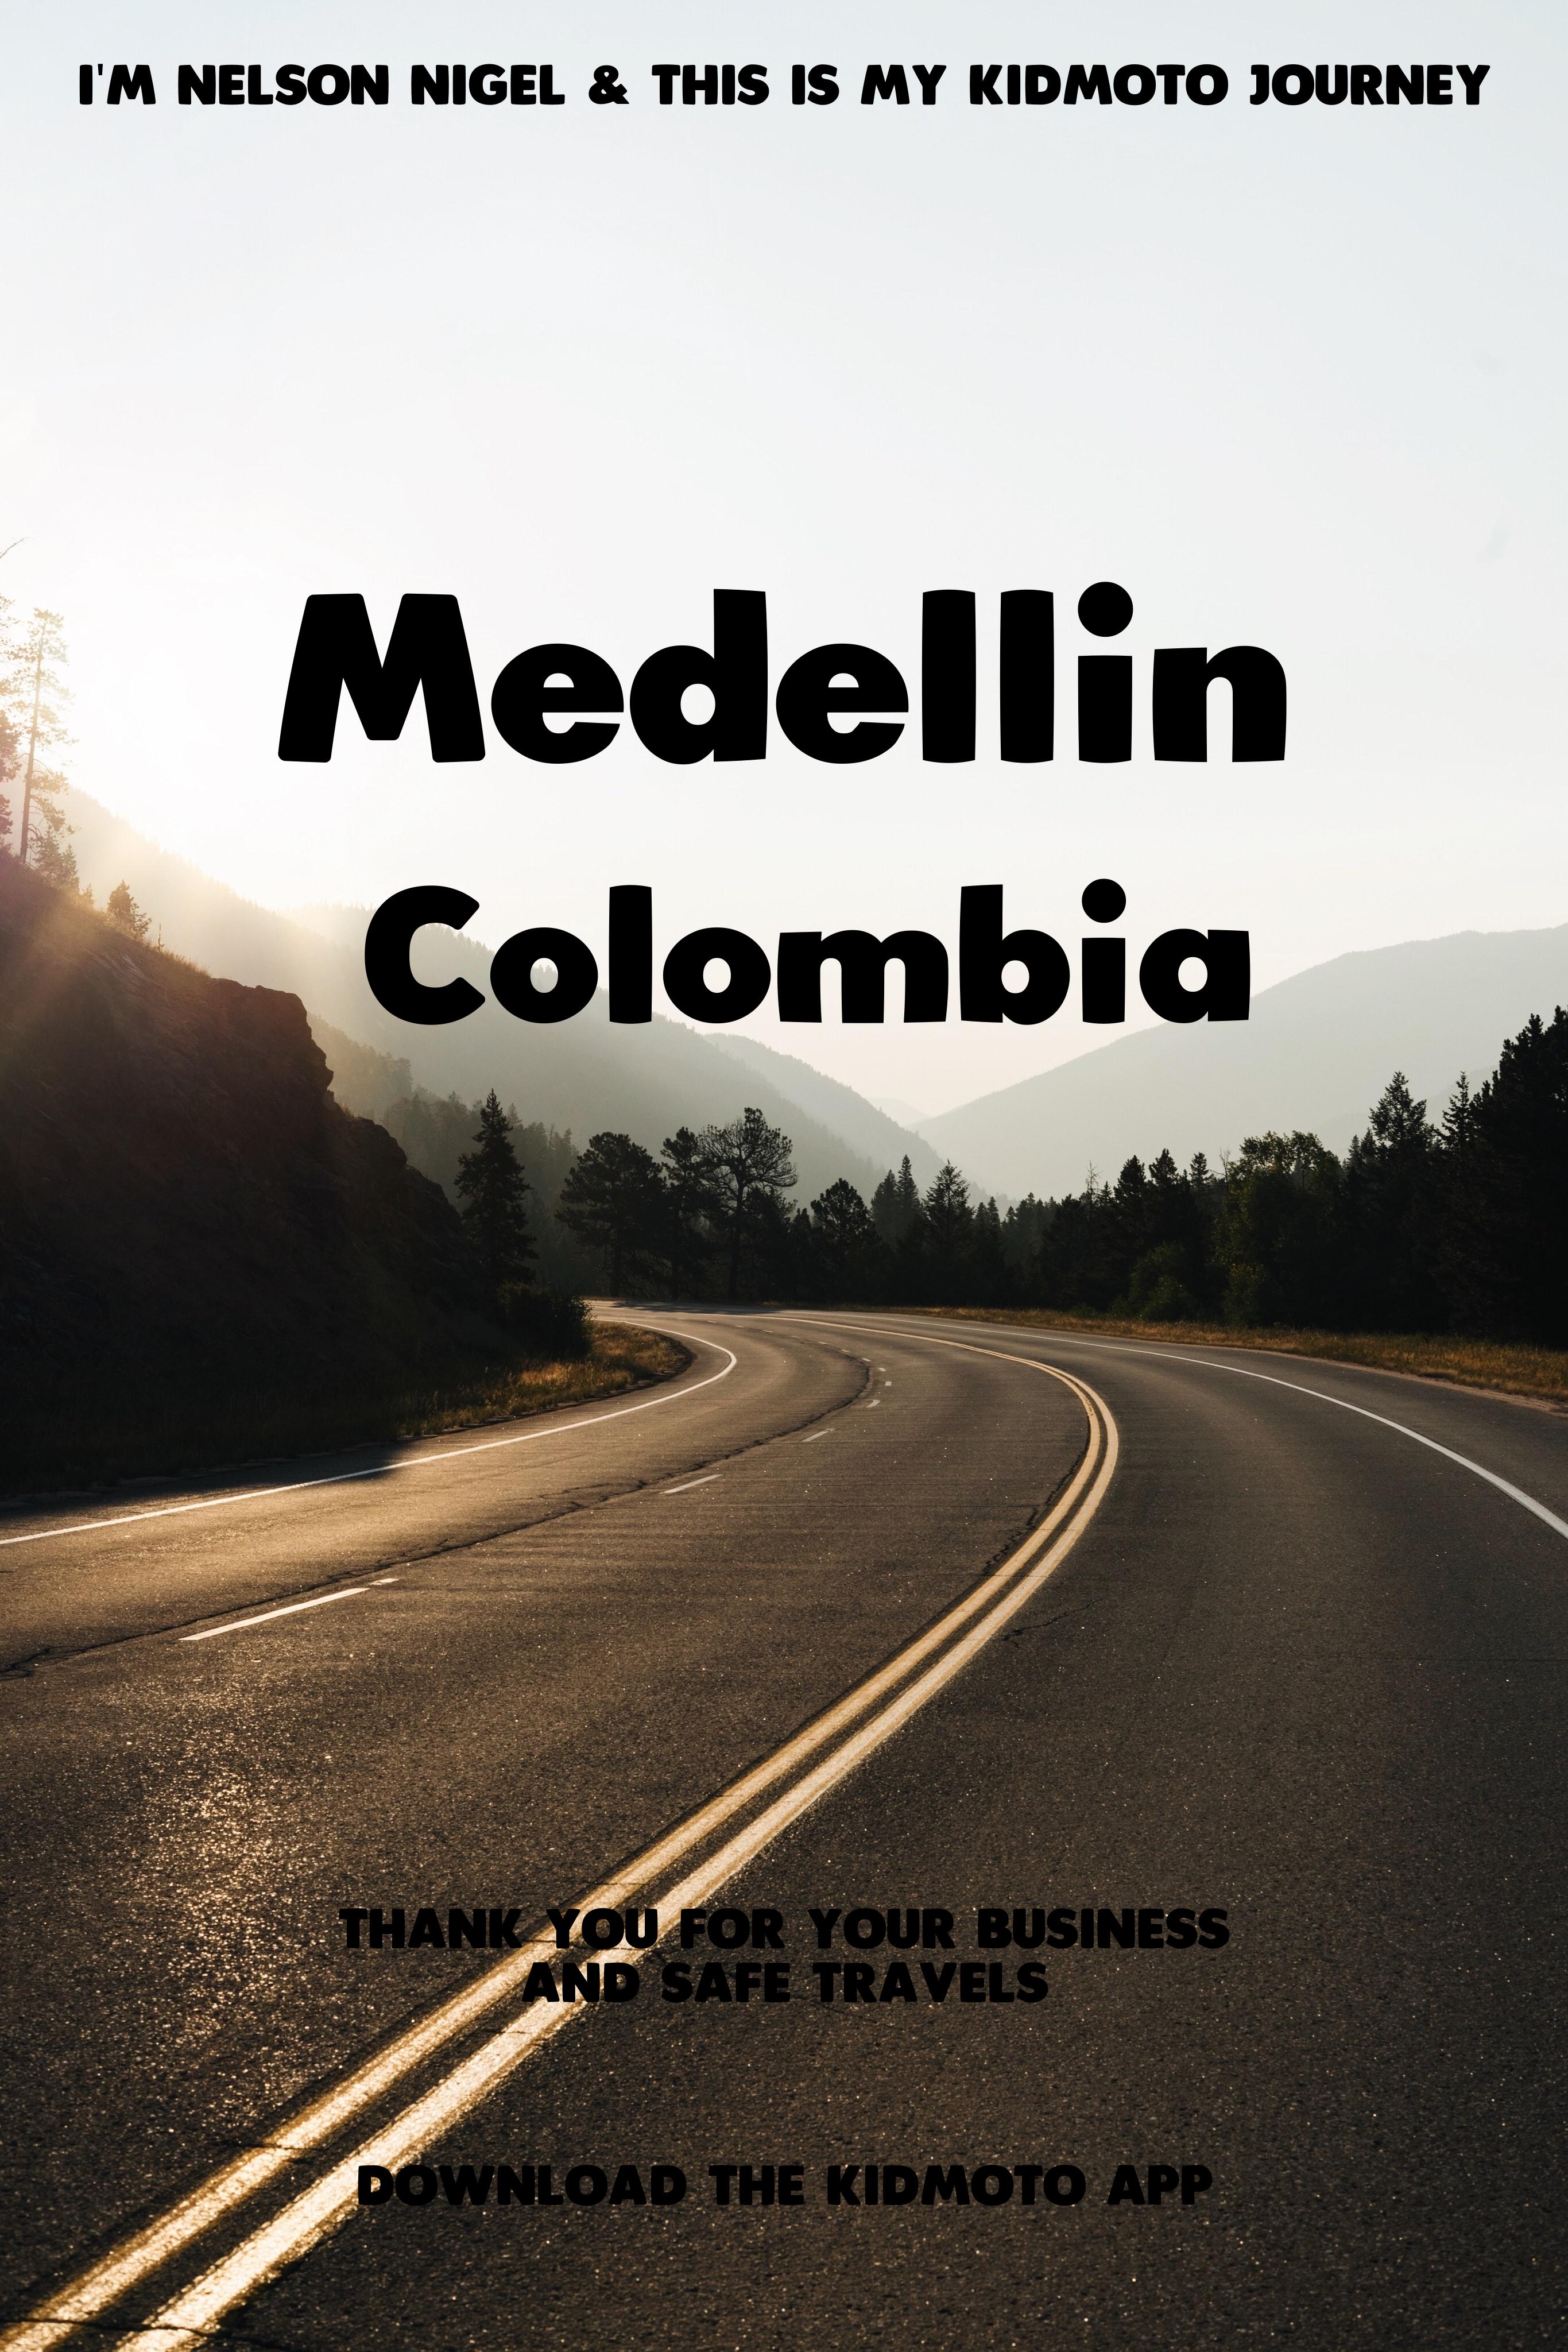 I'M NELSON NIGEL & THIS IS MY KIDMOTO JOURNEY
Medellin
Colombia
THANK YOU FOR YOUR BUSINESS
AND SAFE TRAVELS
DOWNLOAD THE KIDMOTO APP